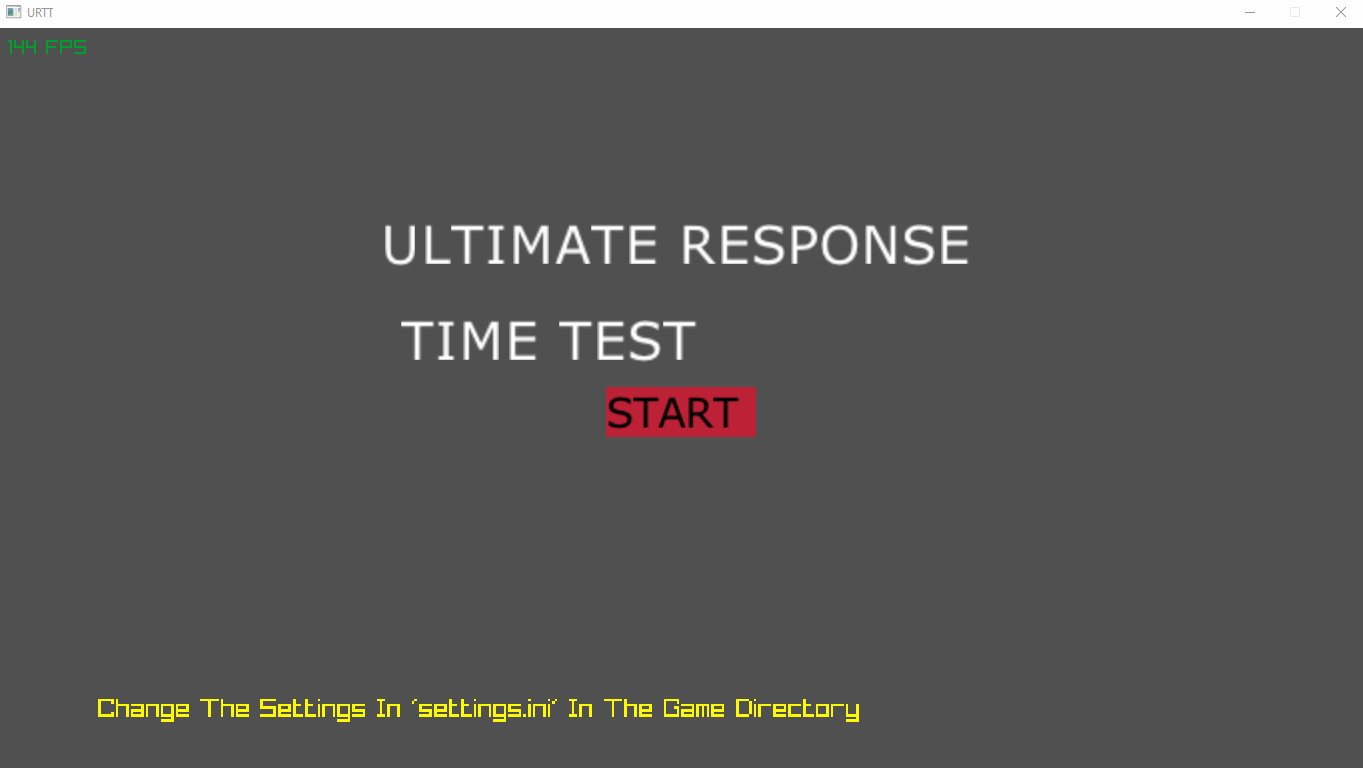 URTT
144 FPS
ULTIMATE RESPONSE
TIME TEST
START
Change The Settings In 'settings.ini' In The Game Directory